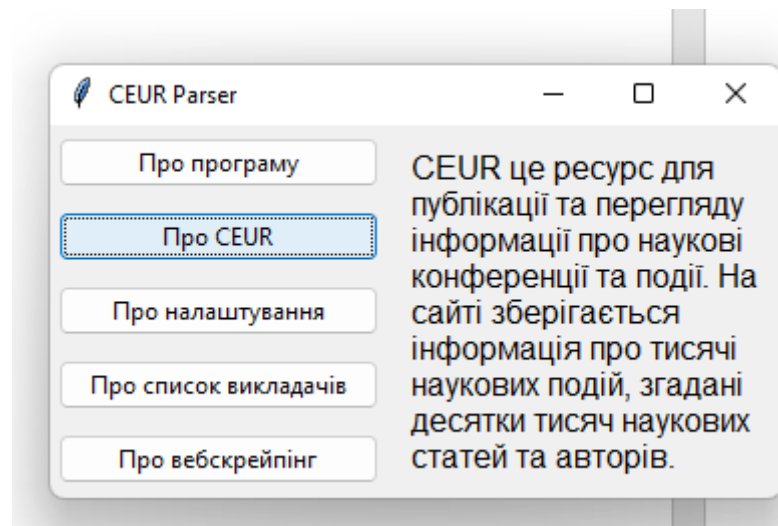 CEUR Parser
Про програму
Про CEUR
Про налаштування
Про список викладачів
Про вебскрейпінг
CEUR це ресурс для
публікації та перегляду
інформації про наукові
конференції та події. На
сайті зберігається
інформація про тисячі
наукових подій, згадані
десятки тисяч наукових
статей та авторів.